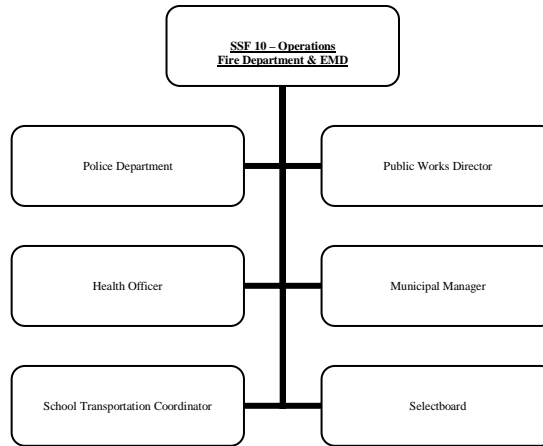 SSF 10 – Operations
Fire Department & EMD
Police Department
Public Works Director
Health Officer
Municipal Manager
School Transportation Coordinator
Selectboard